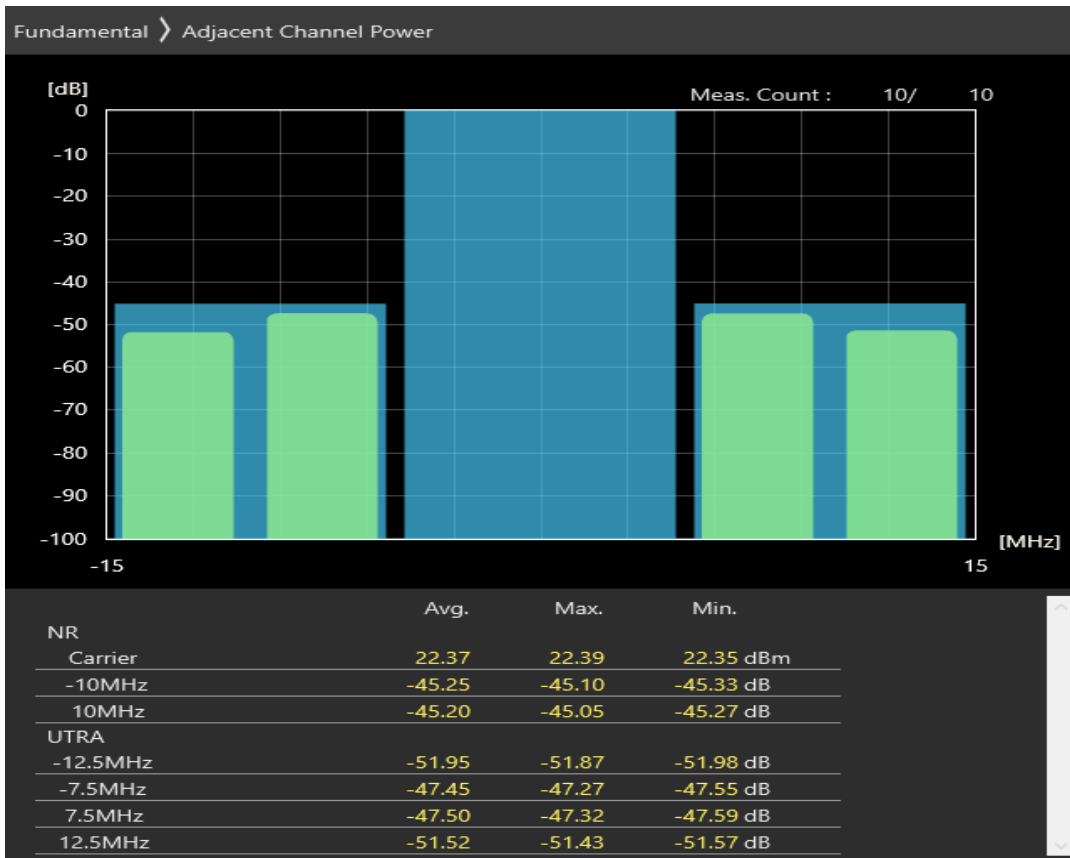 Fundamental ❭ Adjacent Channel Power
[dB]
Meas. Count : 10/ 10
0
-10
-20
-30
-40
-50
-60
-70
-80
-90
-100
[MHz]
-15 15
Avg. Max. Min.
NR
Carrier 22.37 22.39 22.35 dBm
-10MHz -45.25 -45.10 -45.33 dB
10MHz -45.20 -45.05 -45.27 dB
UTRA
-12.5MHz -51.95 -51.87 -51.98 dB
-7.5MHz -47.45 -47.27 -47.55 dB
7.5MHz -47.50 -47.32 -47.59 dB
12.5MHz -51.52 -51.43 -51.57 dB